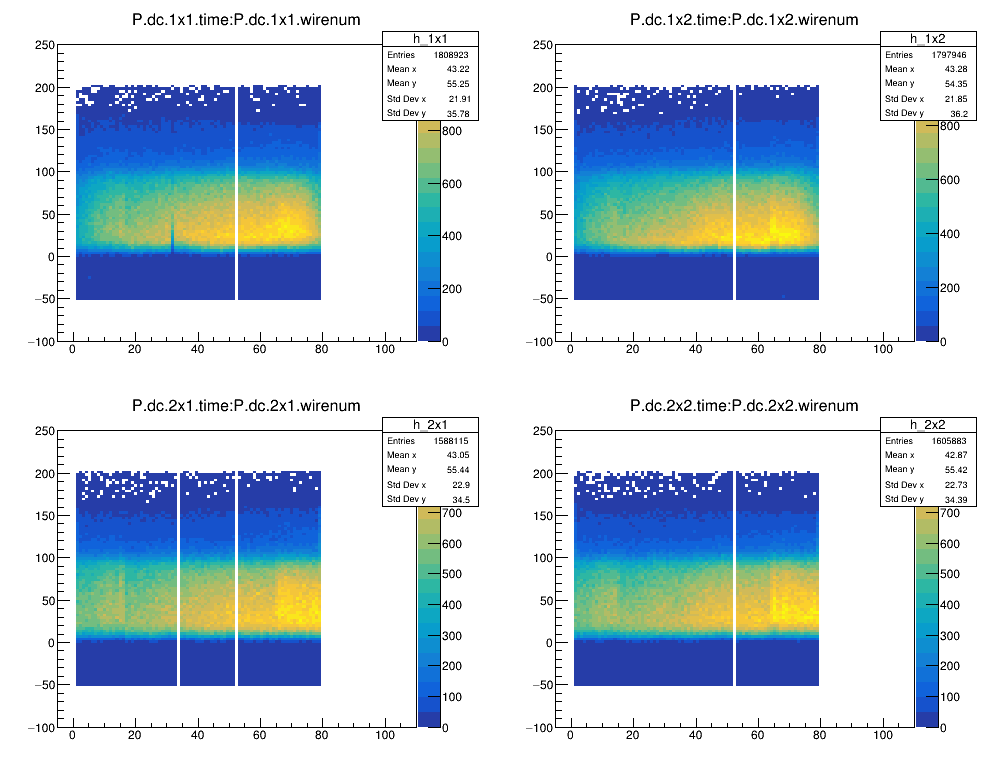 P.dc.1x1.time:P.dc.1x1.wirenum
h_1x1
Entries 1808923
Mean x 43.22
Mean y 55.25
Std Dev x 21.91
Std Dev y 35.78
250
200
150
100
50
0
−50
−100
0 20 40 60 80 100
800
600
400
200
0
P.dc.1x2.time:P.dc.1x2.wirenum
h_1x2
Entries 1797946
Mean x 43.28
Mean y 54.35
Std Dev x 21.85
Std Dev y 36.2
250
200
150
100
50
0
−50
−100
0 20 40 60 80 100
800
600
400
200
0
P.dc.2x1.time:P.dc.2x1.wirenum
h_2x1
Entries 1588115
Mean x 43.05
Mean y 55.44
Std Dev x 22.9
Std Dev y 34.5
250
200
150
100
50
0
−50
−100
0 20 40 60 80 100
700
600
500
400
300
200
100
0
P.dc.2x2.time:P.dc.2x2.wirenum
h_2x2
Entries 1605883
Mean x 42.87
Mean y 55.42
Std Dev x 22.73
Std Dev y 34.39
250
200
150
100
50
0
−50
−100
0 20 40 60 80 100
700
600
500
400
300
200
100
0